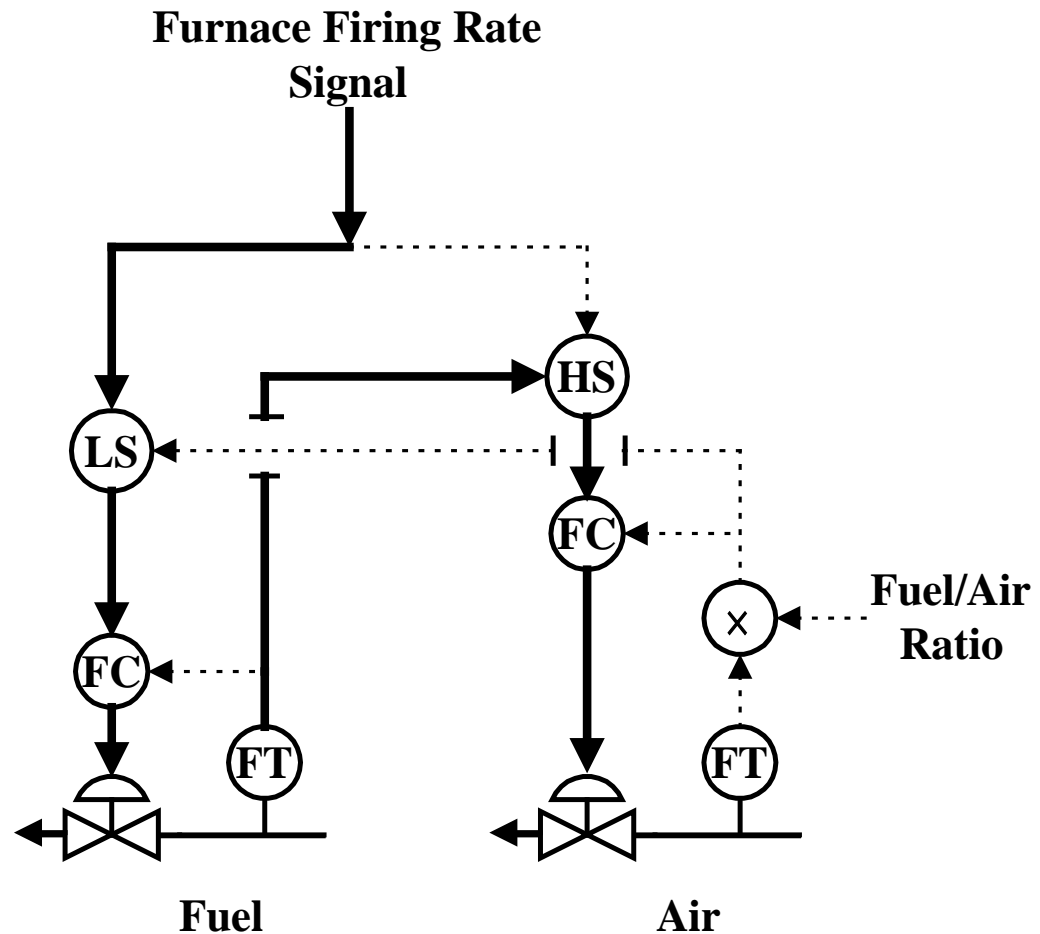 Furnace Firing Rate
Signal
HS
LS
FC
Fuel/Air
Ratio
×
FC
FT
FT
Fuel
Air